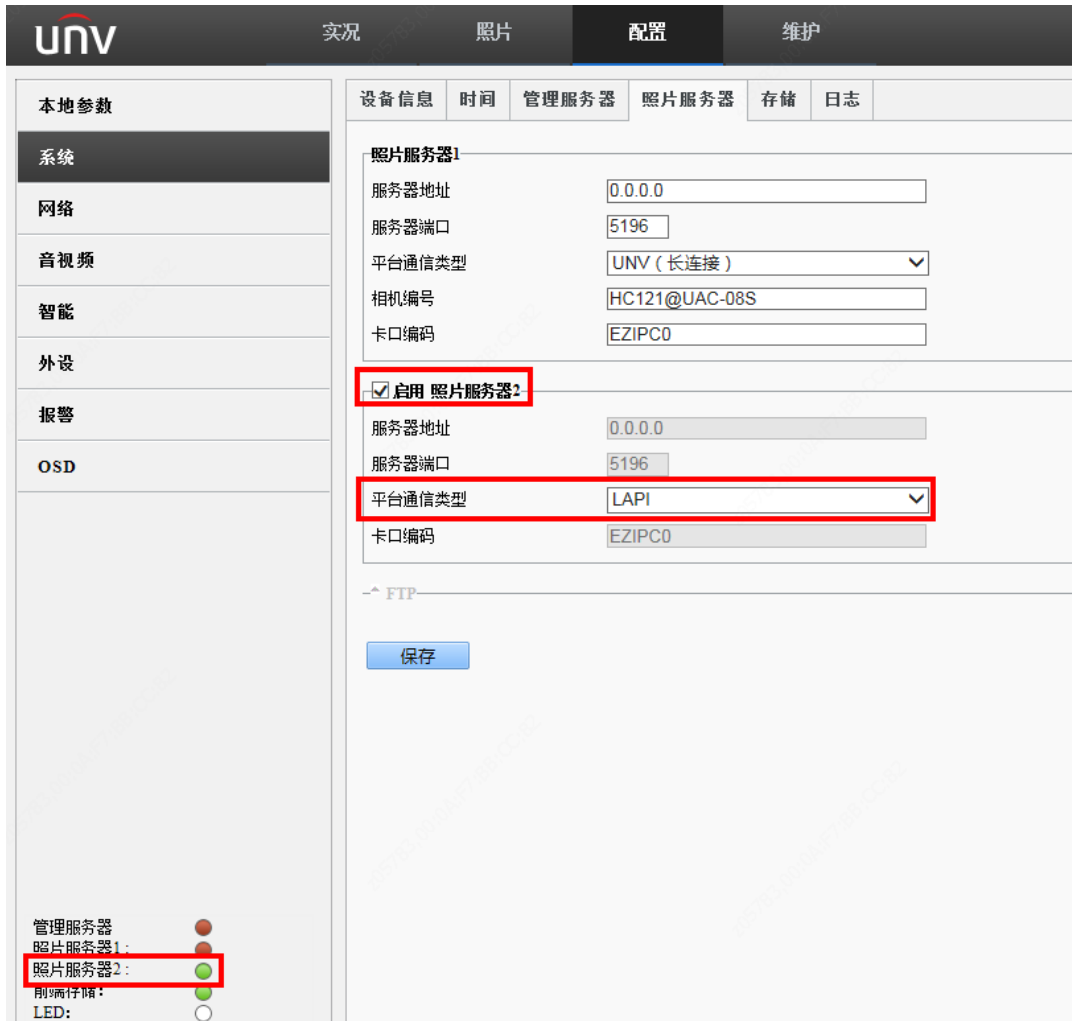 unv 实况 照片 配置 维护
本地参数
系统
网络
音视频
智能
外设
报警
OSD
设备信息 时间 管理服务器 照片服务器 存储 日志
照片服务器1
服务器地址 0.0.0.0
服务器端口 5196
平台通信类型 UNV ( 长连接 )
相机编号 HC121@UAC-08S
卡口编码 EZIPC0
启用 照片服务器2
服务器地址 0.0.0.0
服务器端口 5196
平台通信类型 LAPI
卡口编码 EZIPC0
FTP
保存
管理服务器
照片服务器1:
照片服务器2:
前端存储:
LED: